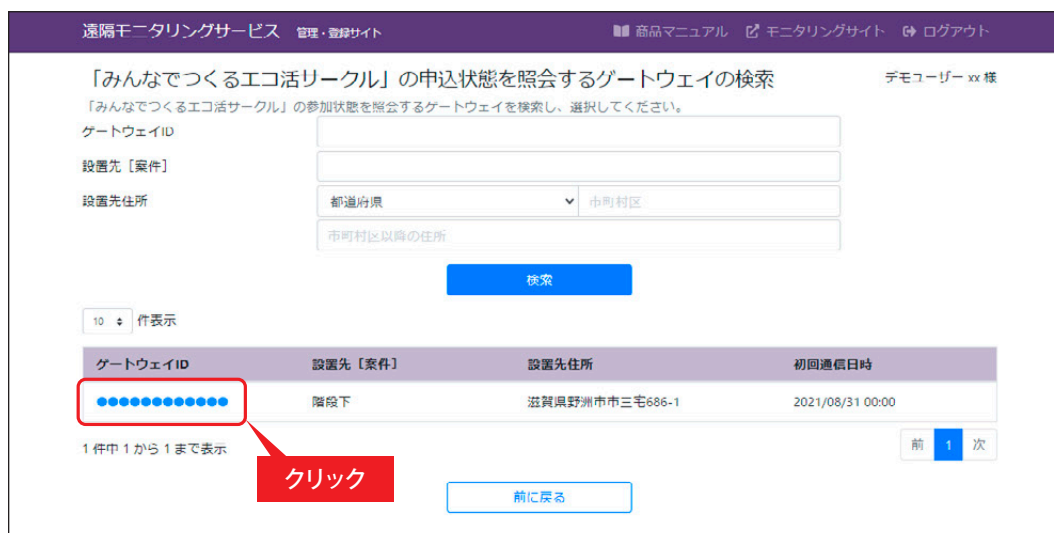 遠隔モニタリングサービス 管理・登録サイト 商品マニュアル モニタリングサイト ログアウト
「みんなでつくるエコ活サークル」の申込状態を照会するゲートウェイの検索 デモユーザー xx 様
「みんなでつくるエコ活サークル」の参加状態を照会するゲートウェイを検索し、選択してください。
ゲートウェイID
設置先［案件］
設置先住所 都道府県 市町村区
市町村区以降の住所
検索
10 件表示
ゲートウェイID 設置先［案件］ 設置先住所 初回通信日時
●●●●●●●●●●●● 階段下 滋賀県野洲市市三宅686-1 2021/08/31 00:00
1 件中 1 から 1 まで表示 前 1 次
クリック
前に戻る